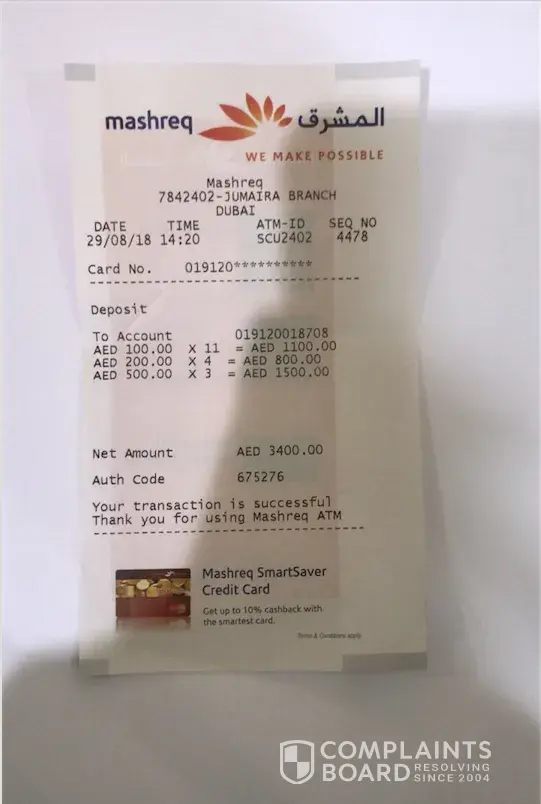 mashreq المشرق
WE MAKE POSSIBLE
Mashreq
7842402-JUMAIRA BRANCH
DUBAI
DATE TIME ATM-ID SEQ NO
29/08/18 14:20 SCU2402 4478
Card No. 019120**********
Deposit
To Account 019120018708
AED 100.00 X 11 = AED 1100.00
AED 200.00 X 4 = AED 800.00
AED 500.00 X 3 = AED 1500.00
Net Amount AED 3400.00
Auth Code 675276
Your transaction is successful
Thank you for using Mashreq ATM
Mashreq SmartSaver
Credit Card
Get up to 10% cashback with
the smartest card.
Terms & Conditions apply
COMPLAINTS
BOARD RESOLVING
SINCE 2004